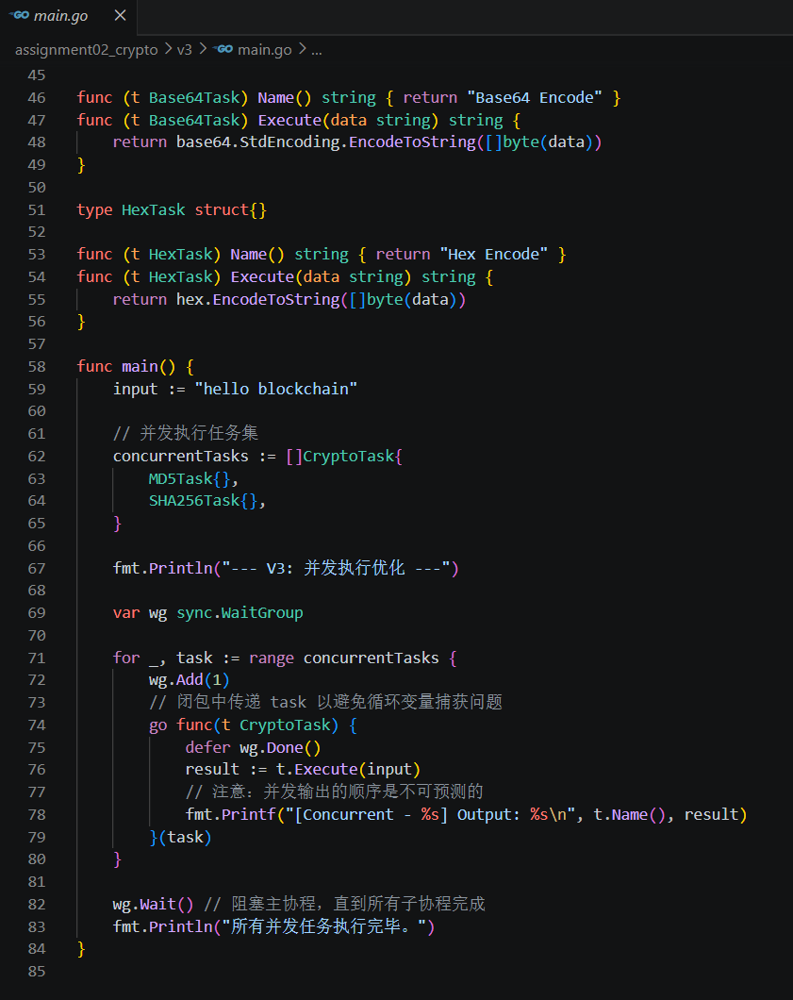 GO main.go ×
assignment02_crypto > v3 > GO main.go > ...
45
46 func (t Base64Task) Name() string { return "Base64 Encode" }
47 func (t Base64Task) Execute(data string) string {
48     return base64.StdEncoding.EncodeToString([]byte(data))
49 }
50
51 type HexTask struct{}
52
53 func (t HexTask) Name() string { return "Hex Encode" }
54 func (t HexTask) Execute(data string) string {
55     return hex.EncodeToString([]byte(data))
56 }
57
58 func main() {
59     input := "hello blockchain"
60
61     // 并发执行任务集
62     concurrentTasks := []CryptoTask{
63         MD5Task{},
64         SHA256Task{},
65     }
66
67     fmt.Println("--- V3: 并发执行优化 ---")
68
69     var wg sync.WaitGroup
70
71     for _, task := range concurrentTasks {
72         wg.Add(1)
73         // 闭包中传递 task 以避免循环变量捕获问题
74         go func(t CryptoTask) {
75             defer wg.Done()
76             result := t.Execute(input)
77             // 注意：并发输出的顺序是不可预测的
78             fmt.Printf("[Concurrent - %s] Output: %s\n", t.Name(), result)
79         }(task)
80     }
81
82     wg.Wait() // 阻塞主协程，直到所有子协程完成
83     fmt.Println("所有并发任务执行完毕。")
84 }
85